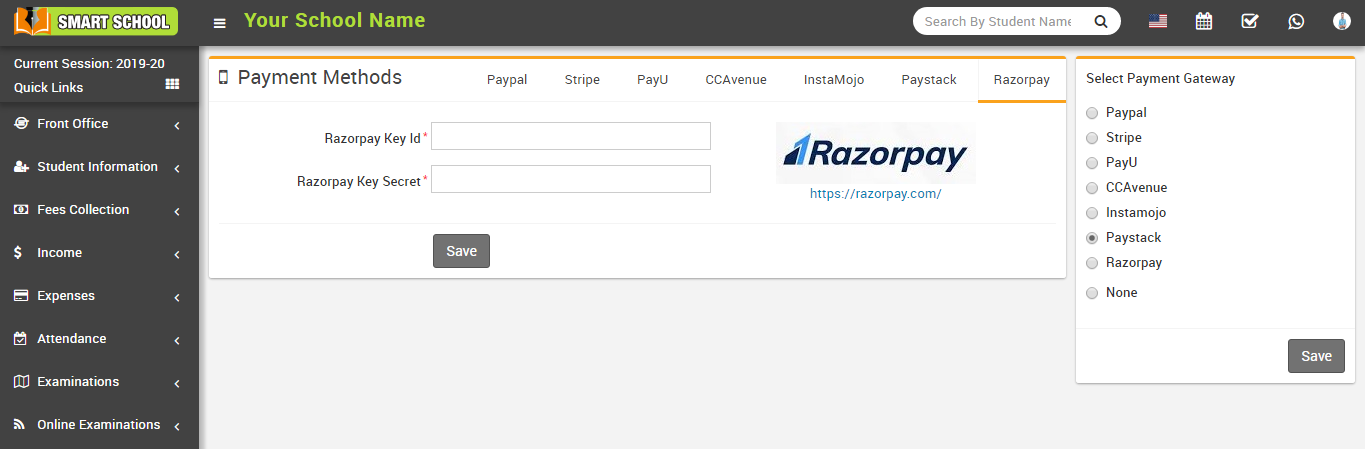 SMART SCHOOL
Your School Name
Search By Student Name
Current Session: 2019-20
Quick Links
Front Office
Student Information
Fees Collection
Income
Expenses
Attendance
Examinations
Online Examinations
Payment Methods
Paypal
Stripe
PayU
CCAvenue
InstaMojo
Paystack
Razorpay
Razorpay Key Id *
Razorpay Key Secret *
Razorpay
https://razorpay.com/
Save
Select Payment Gateway
Paypal
Stripe
PayU
CCAvenue
Instamojo
Paystack
Razorpay
None
Save